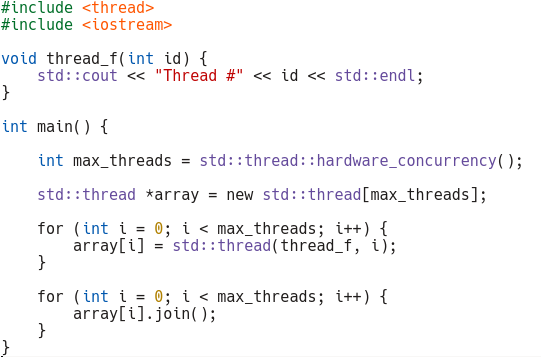 #include <thread>
#include <iostream>

void thread_f(int id) {
    std::cout << "Thread #" << id << std::endl;
}

int main() {

    int max_threads = std::thread::hardware_concurrency();

    std::thread *array = new std::thread[max_threads];

    for (int i = 0; i < max_threads; i++) {
        array[i] = std::thread(thread_f, i);
    }

    for (int i = 0; i < max_threads; i++) {
        array[i].join();
    }
}